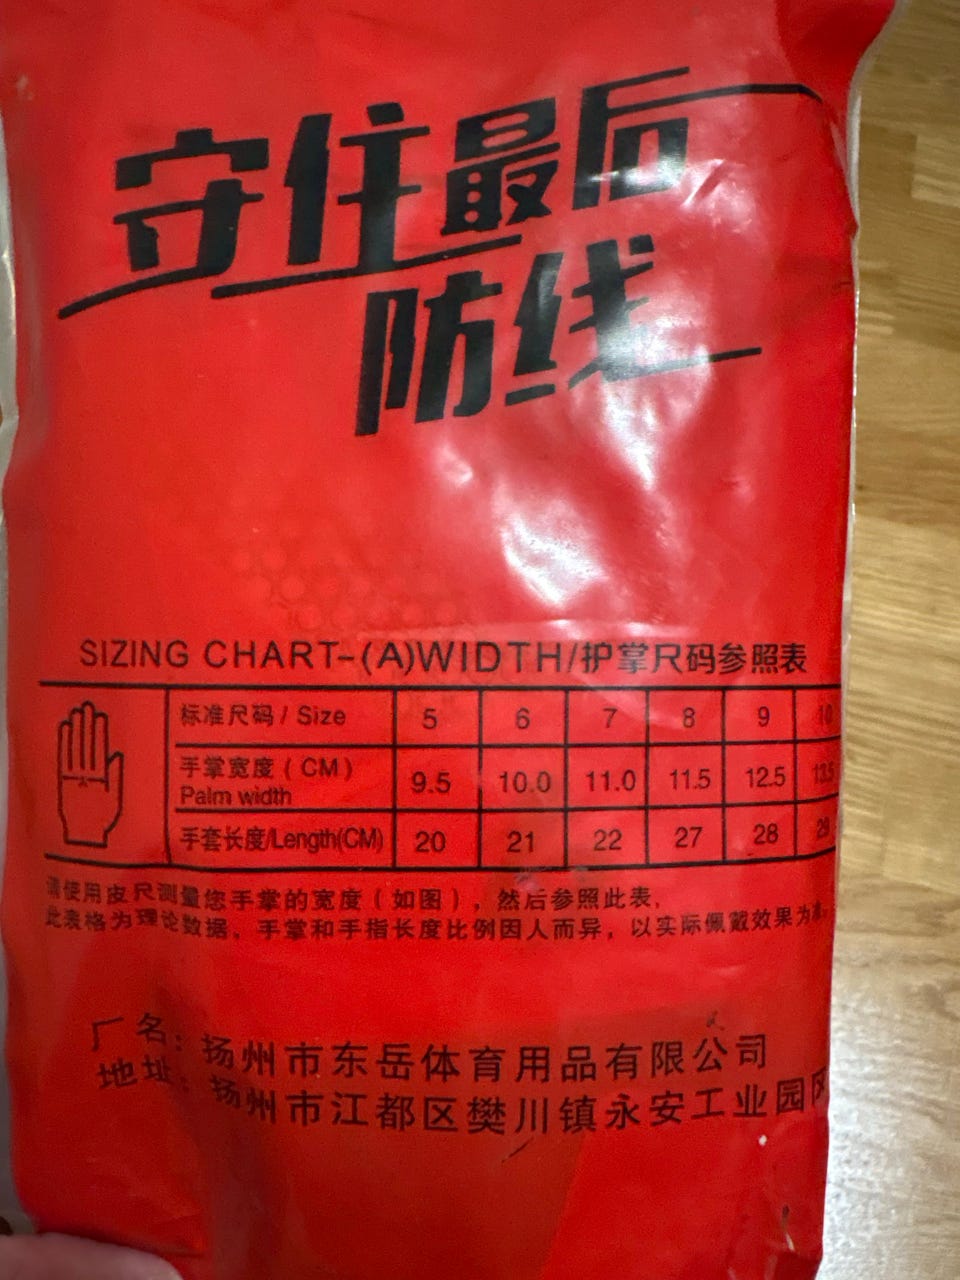 守住最后
防线
SIZING CHART-(A)WIDTH/护掌尺码参照表
标准尺码 / Size 5 6 7 8 9 10
手掌宽度 ( CM ) Palm width 9.5 10.0 11.0 11.5 12.5 13.5
手套长度/Length(CM) 20 21 22 27 28 29
请使用皮尺测量您手掌的宽度（如图），然后参照此表，
此表格为理论数据，手掌和手指长度比例因人而异，以实际佩戴效果为准。
厂 名：扬州市东岳体育用品有限公司
地址：扬州市江都区樊川镇永安工业园区